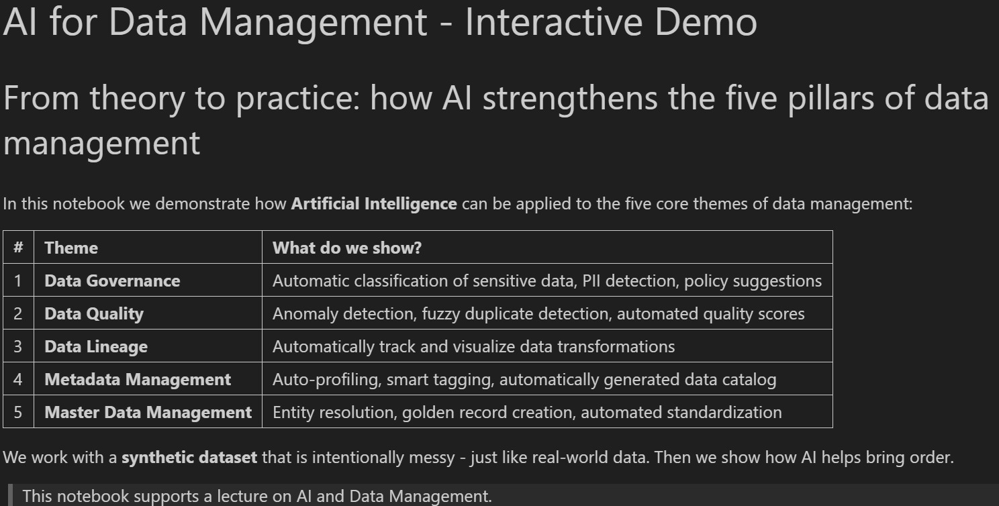 AI for Data Management - Interactive Demo
From theory to practice: how AI strengthens the five pillars of data
management
In this notebook we demonstrate how Artificial Intelligence can be applied to the five core themes of data management:
# Theme What do we show?
1 Data Governance Automatic classification of sensitive data, PII detection, policy suggestions
2 Data Quality Anomaly detection, fuzzy duplicate detection, automated quality scores
3 Data Lineage Automatically track and visualize data transformations
4 Metadata Management Auto-profiling, smart tagging, automatically generated data catalog
5 Master Data Management Entity resolution, golden record creation, automated standardization
We work with a synthetic dataset that is intentionally messy - just like real-world data. Then we show how AI helps bring order.
This notebook supports a lecture on AI and Data Management.